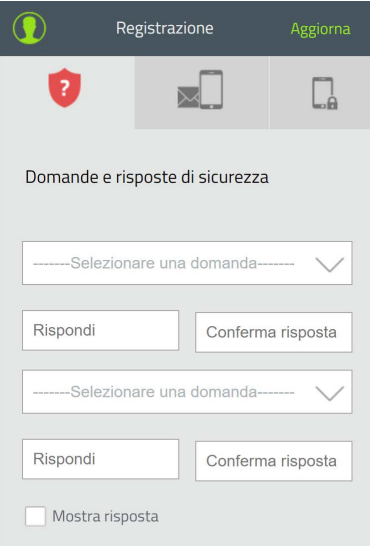 Registrazione
Aggiorna
?
Domande e risposte di sicurezza
-------Selezionare una domanda-------
Rispondi
Conferma risposta
-------Selezionare una domanda-------
Rispondi
Conferma risposta
Mostra risposta